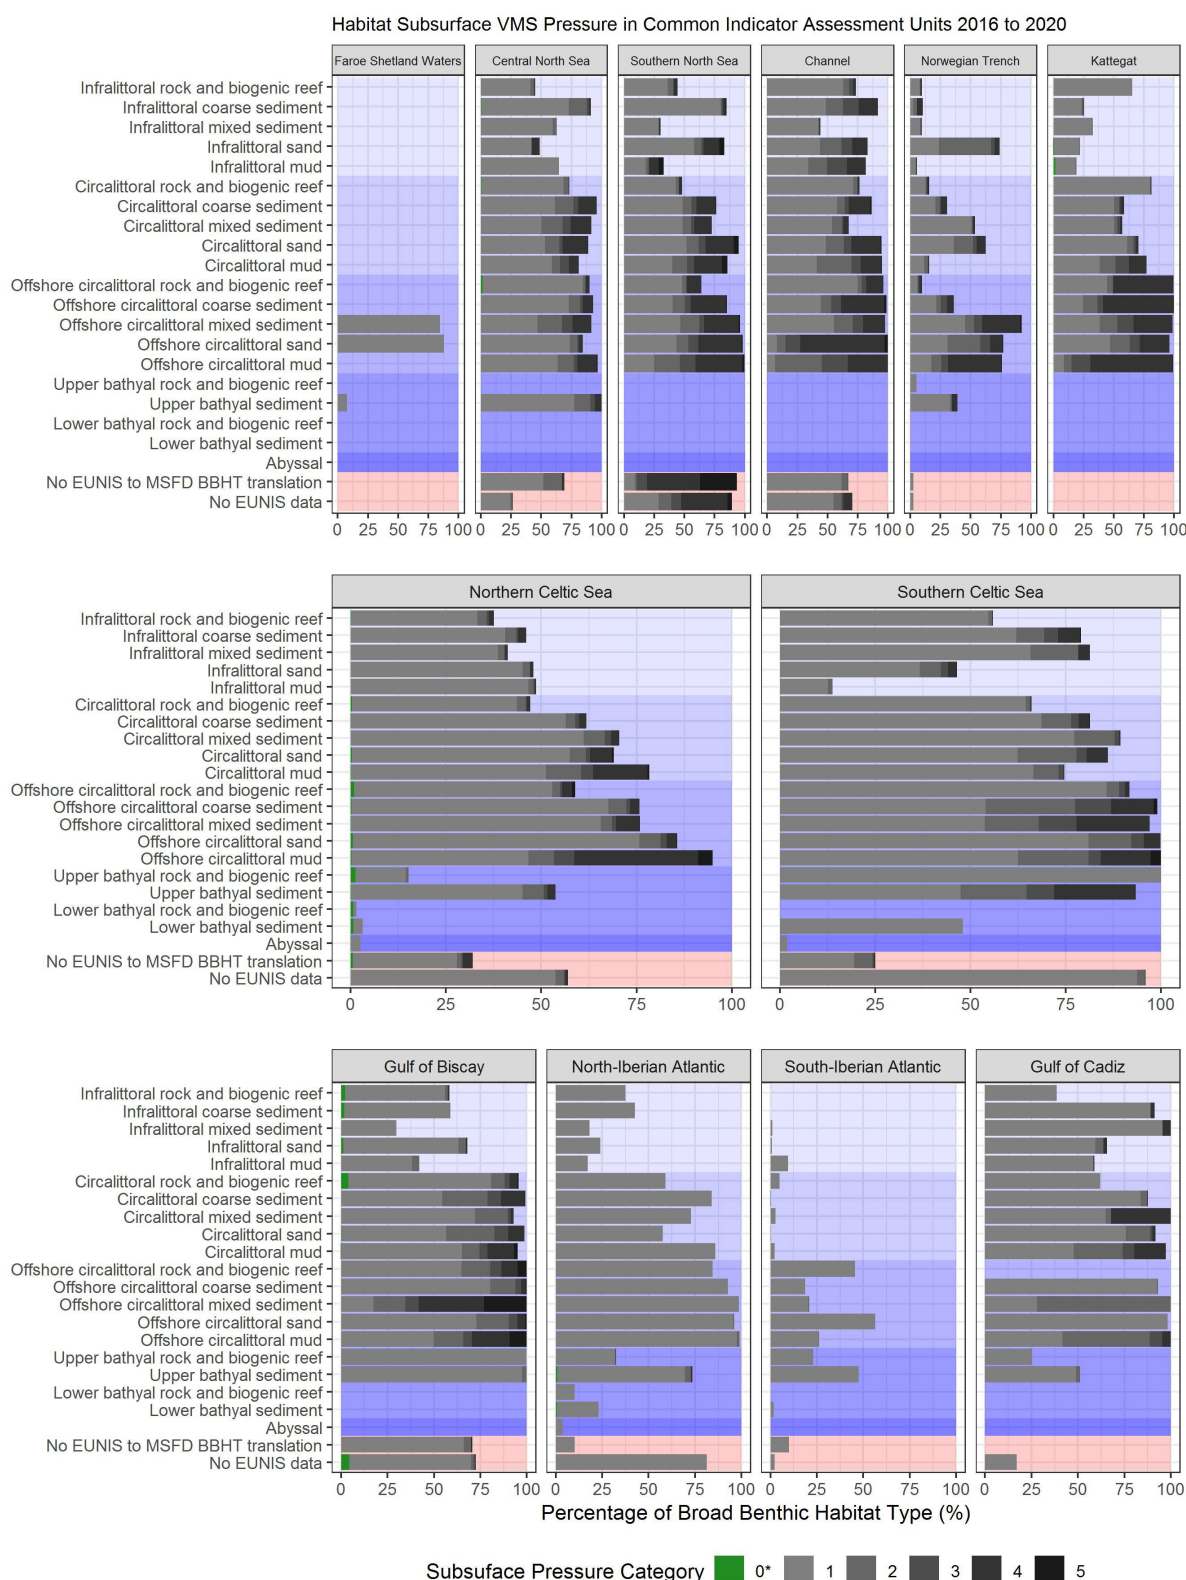 Habitat Subsurface VMS Pressure in Common Indicator Assessment Units 2016 to 2020
Faroe Shetland Waters Central North Sea Southern North Sea Channel Norwegian Trench Kattegat
Infralittoral rock and biogenic reef
Infralittoral coarse sediment
Infralittoral mixed sediment
Infralittoral sand
Infralittoral mud
Circalittoral rock and biogenic reef
Circalittoral coarse sediment
Circalittoral mixed sediment
Circalittoral sand
Circalittoral mud
Offshore circalittoral rock and biogenic reef
Offshore circalittoral coarse sediment
Offshore circalittoral mixed sediment
Offshore circalittoral sand
Offshore circalittoral mud
Upper bathyal rock and biogenic reef
Upper bathyal sediment
Lower bathyal rock and biogenic reef
Lower bathyal sediment
Abyssal
No EUNIS to MSFD BBHT translation
No EUNIS data
0 25 50 75 100 0 25 50 75 100 0 25 50 75 100 0 25 50 75 100 0 25 50 75 100 0 25 50 75 100
Northern Celtic Sea Southern Celtic Sea
Infralittoral rock and biogenic reef
Infralittoral coarse sediment
Infralittoral mixed sediment
Infralittoral sand
Infralittoral mud
Circalittoral rock and biogenic reef
Circalittoral coarse sediment
Circalittoral mixed sediment
Circalittoral sand
Circalittoral mud
Offshore circalittoral rock and biogenic reef
Offshore circalittoral coarse sediment
Offshore circalittoral mixed sediment
Offshore circalittoral sand
Offshore circalittoral mud
Upper bathyal rock and biogenic reef
Upper bathyal sediment
Lower bathyal rock and biogenic reef
Lower bathyal sediment
Abyssal
No EUNIS to MSFD BBHT translation
No EUNIS data
0 25 50 75 100 0 25 50 75 100
Gulf of Biscay North-Iberian Atlantic South-Iberian Atlantic Gulf of Cadiz
Infralittoral rock and biogenic reef
Infralittoral coarse sediment
Infralittoral mixed sediment
Infralittoral sand
Infralittoral mud
Circalittoral rock and biogenic reef
Circalittoral coarse sediment
Circalittoral mixed sediment
Circalittoral sand
Circalittoral mud
Offshore circalittoral rock and biogenic reef
Offshore circalittoral coarse sediment
Offshore circalittoral mixed sediment
Offshore circalittoral sand
Offshore circalittoral mud
Upper bathyal rock and biogenic reef
Upper bathyal sediment
Lower bathyal rock and biogenic reef
Lower bathyal sediment
Abyssal
No EUNIS to MSFD BBHT translation
No EUNIS data
0 25 50 75 100 0 25 50 75 100 0 25 50 75 100 0 25 50 75 100
Percentage of Broad Benthic Habitat Type (%)
Subsuface Pressure Category 0* 1 2 3 4 5